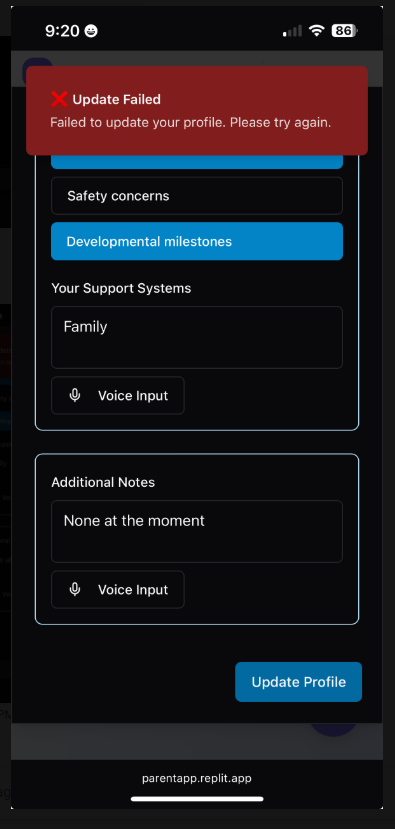 9:20
86
❌ Update Failed
Failed to update your profile. Please try again.
Safety concerns
Developmental milestones
Your Support Systems
Family
Voice Input
Additional Notes
None at the moment
Voice Input
Update Profile
parentapp.replit.app